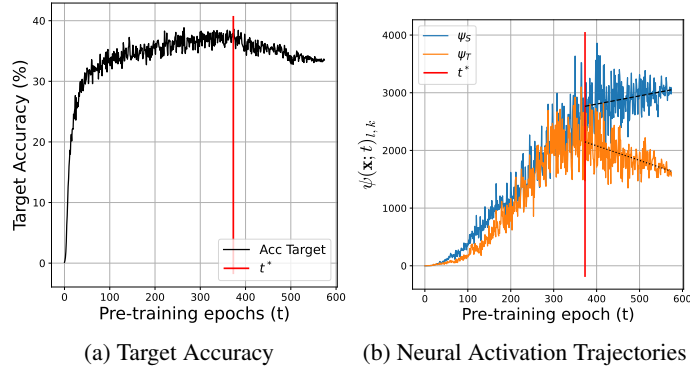 Target Accuracy (%)
40
30
20
10
0
Acc Target
t*
0 100 200 300 400 500 600
Pre-training epochs (t)
(a) Target Accuracy
ψ(x; t)l,k
4000
3000
2000
1000
0
ψS
ψT
t*
0 100 200 300 400 500 600
Pre-training epoch (t)
(b) Neural Activation Trajectories